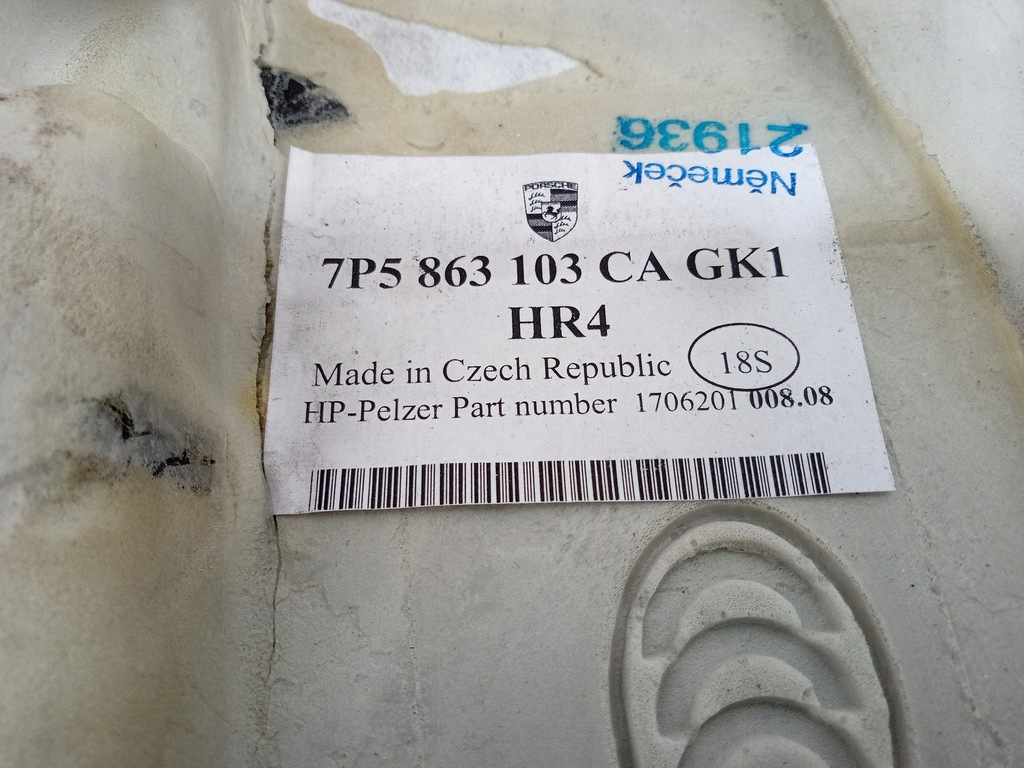 21936
Němeček
PORSCHE
7P5 863 103 CA GK1
HR4
Made in Czech Republic 18S
HP-Pelzer Part number 1706201 008.08